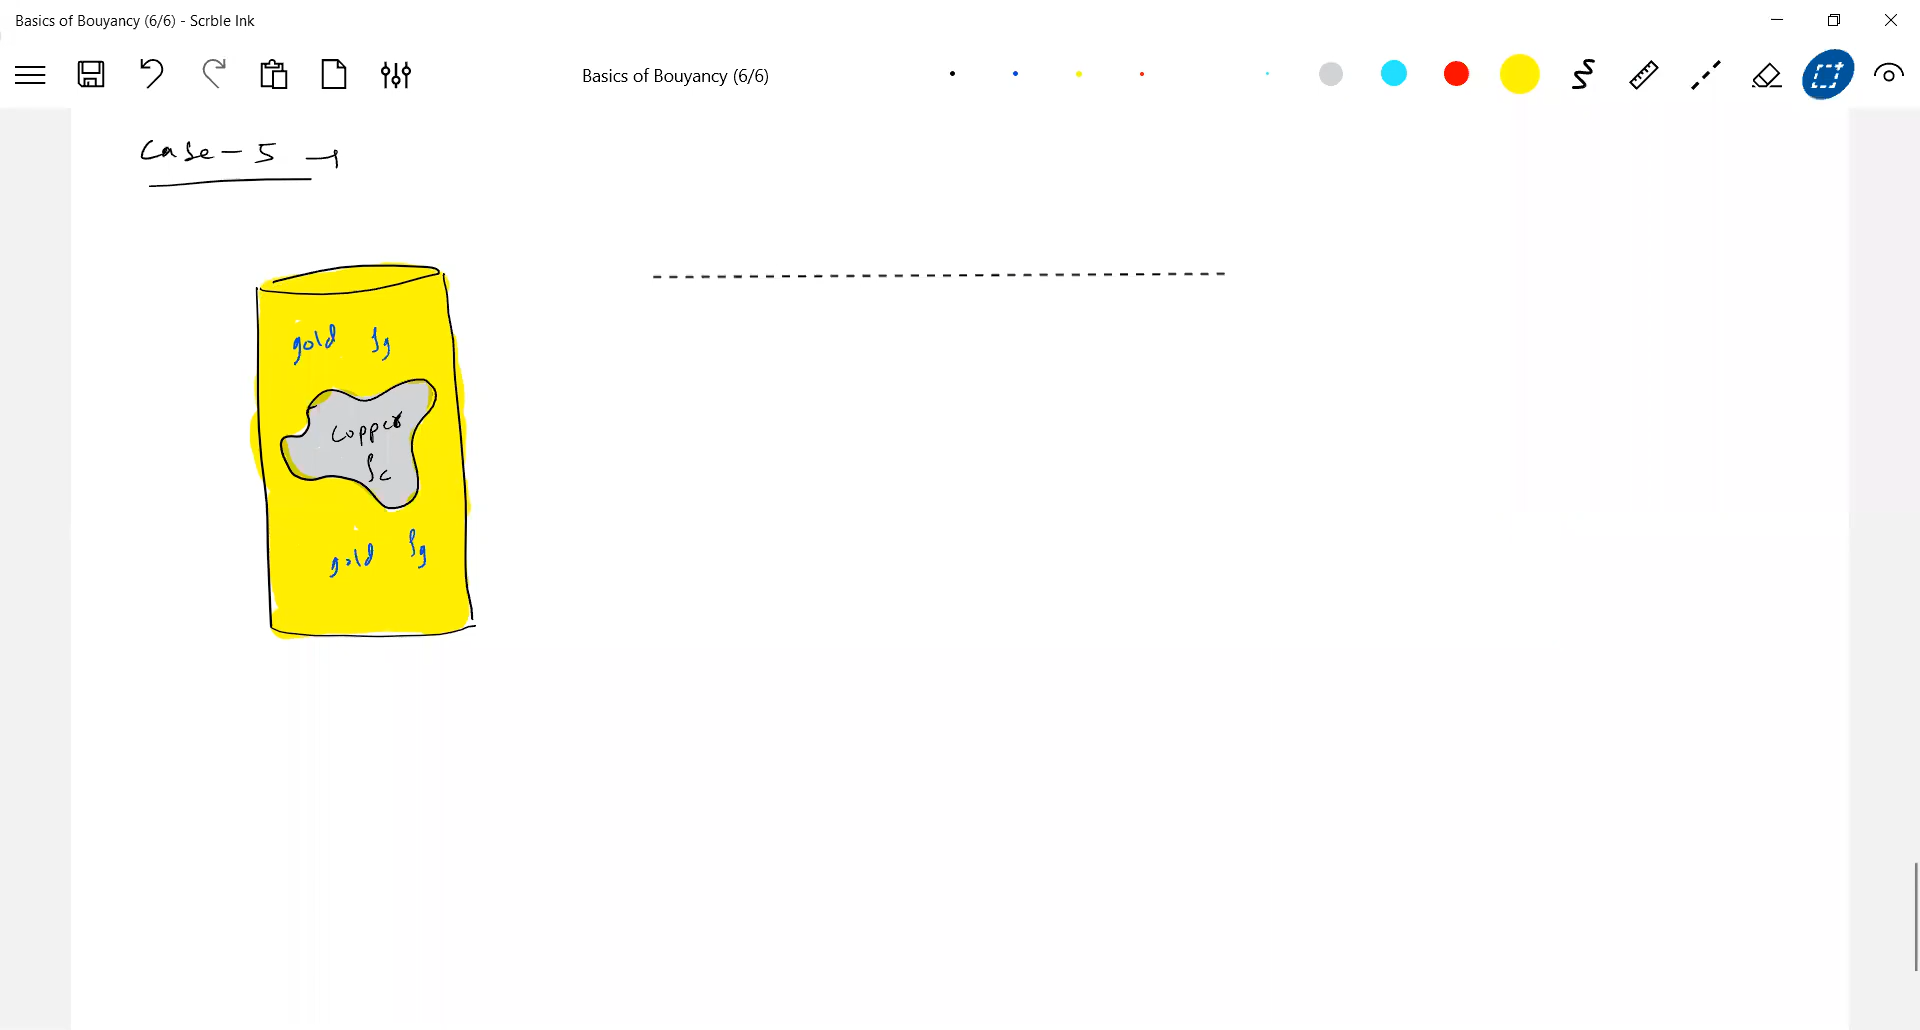 Basics of Bouyancy (6/6) - Scrble Ink
Basics of Bouyancy (6/6)
Case - 5 →
gold ρg
Copper
ρc
gold ρg